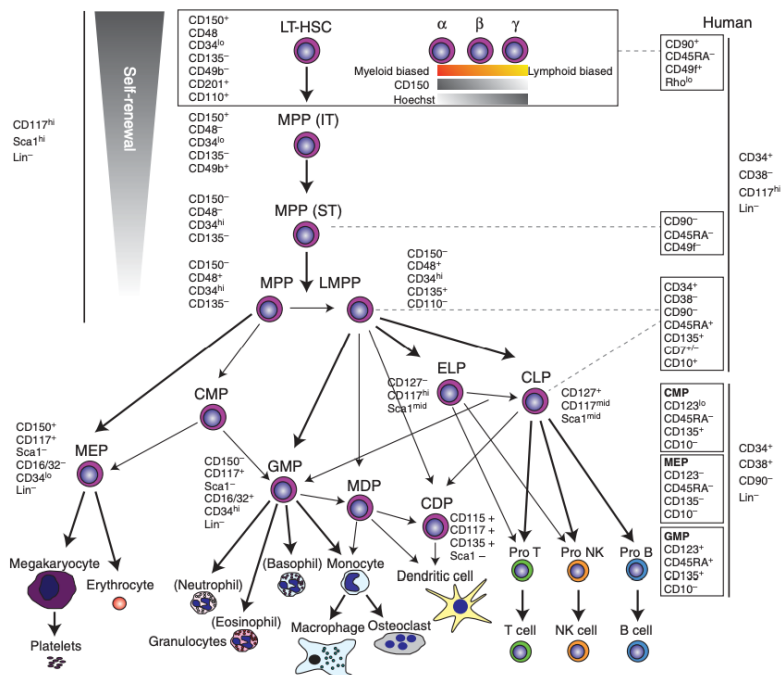 Human
LT-HSC
α β γ
CD150⁺
CD48
CD34ˡᵒ
CD135⁻
CD49b⁻
CD201⁺
CD110⁺
Myeloid biased
Lymphoid biased
CD150
Hoechst
CD90⁺
CD45RA⁻
CD49f⁺
Rhoˡᵒ
Self-renewal
CD117ʰⁱ
Sca1ʰⁱ
Lin⁻
CD150⁺
CD48⁻
CD34ˡᵒ
CD135⁻
CD49b⁺
MPP (IT)
CD34⁺
CD38⁻
CD117ʰⁱ
Lin⁻
CD150⁻
CD48⁻
CD34ʰⁱ
CD135⁻
MPP (ST)
CD90⁻
CD45RA⁻
CD49f⁻
CD150⁻
CD48⁺
CD34ʰⁱ
CD135⁻
MPP
LMPP
CD150⁻
CD48⁺
CD34ʰⁱ
CD135⁺
CD110⁻
CD34⁺
CD38⁻
CD90⁻
CD45RA⁺
CD135⁺
CD7⁺ᐟ⁻
CD10⁺
CMP
ELP
CD127⁻
CD117ʰⁱ
Sca1ᵐⁱᵈ
CLP
CD127⁺
CD117ᵐⁱᵈ
Sca1ᵐⁱᵈ
CMP
CD123ˡᵒ
CD45RA⁻
CD135⁺
CD10⁻
CD150⁺
CD117⁺
Sca1⁻
CD16/32⁻
CD34ˡᵒ
Lin⁻
MEP
CD150⁻
CD117⁺
Sca1⁻
CD16/32⁺
CD34ʰⁱ
Lin⁻
GMP
MDP
CDP
CD115 +
CD117 +
CD135 +
Sca1 −
MEP
CD123⁻
CD45RA⁻
CD135⁻
CD10⁻
CD34⁺
CD38⁺
CD90⁻
Lin⁻
GMP
CD123⁺
CD45RA⁺
CD135⁺
CD10⁻
Megakaryocyte
Erythrocyte
(Neutrophil)
(Basophil)
Monocyte
Dendritic cell
Pro T
Pro NK
Pro B
Platelets
(Eosinophil)
Granulocytes
Macrophage
Osteoclast
T cell
NK cell
B cell